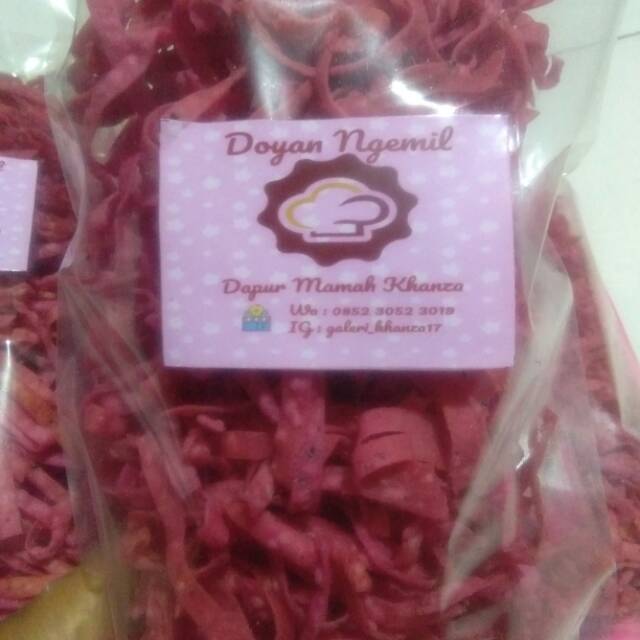 Doyan Ngemil
Dapur Mamah Khanza
Wa : 0852 3052 3019
IG : galeri_khanza17